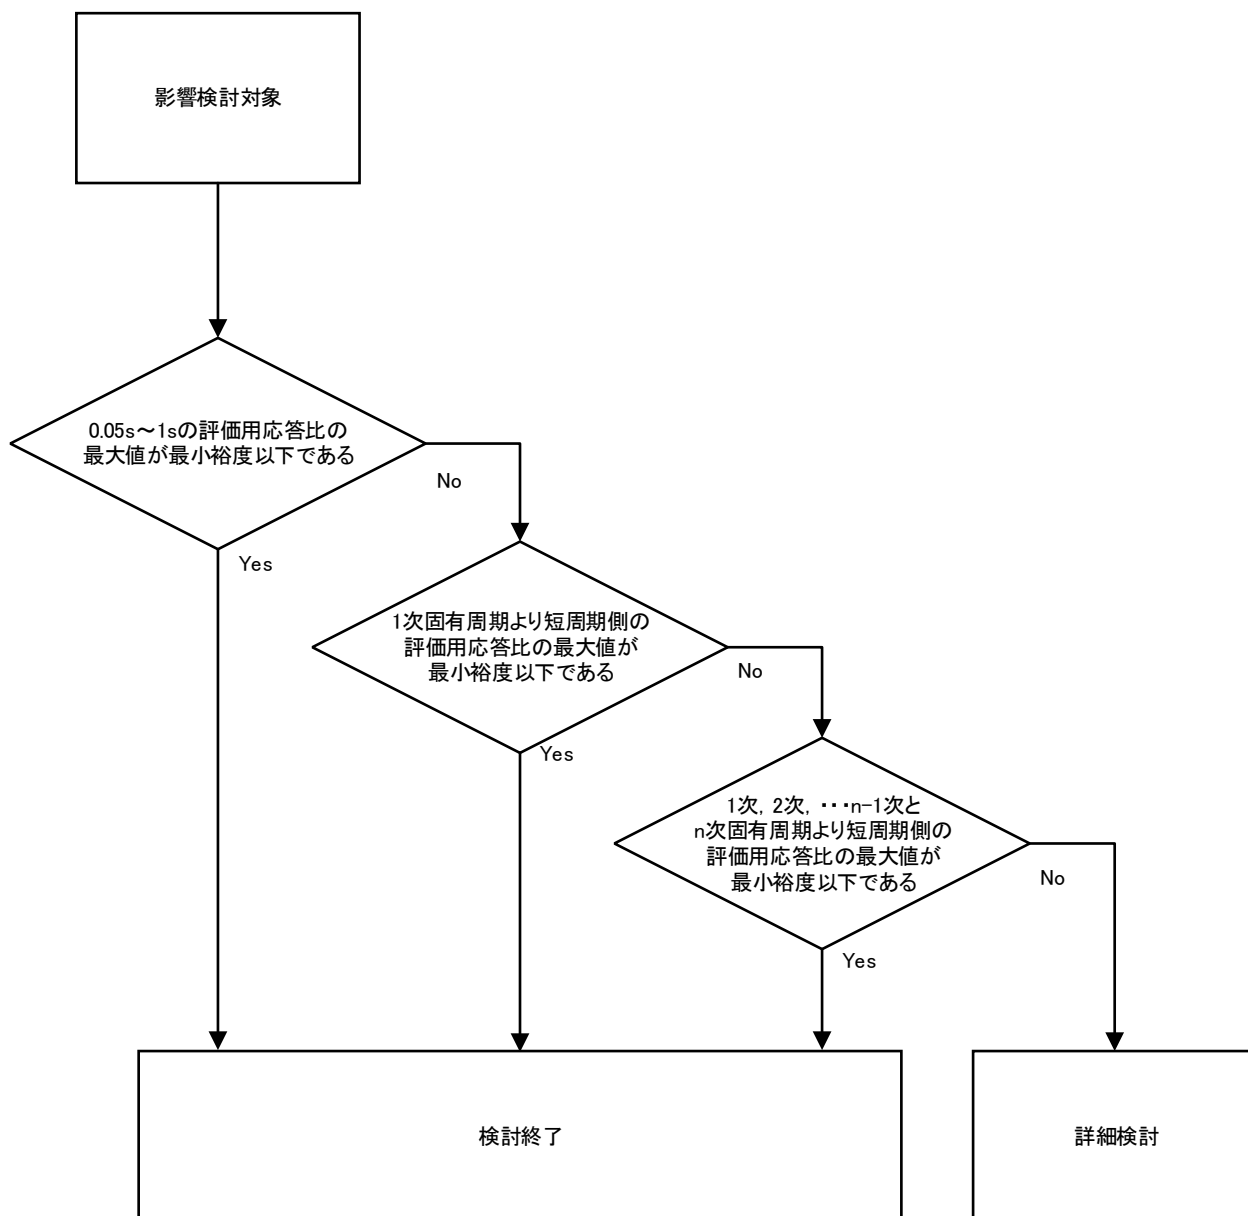 影響検討対象
0.05s～1sの評価用応答比の
最大値が最小裕度以下である
No
Yes
1次固有周期より短周期側の
評価用応答比の最大値が
最小裕度以下である
No
Yes
1次，2次，・・・n-1次と
n次固有周期より短周期側の
評価用応答比の最大値が
最小裕度以下である
No
Yes
検討終了
詳細検討